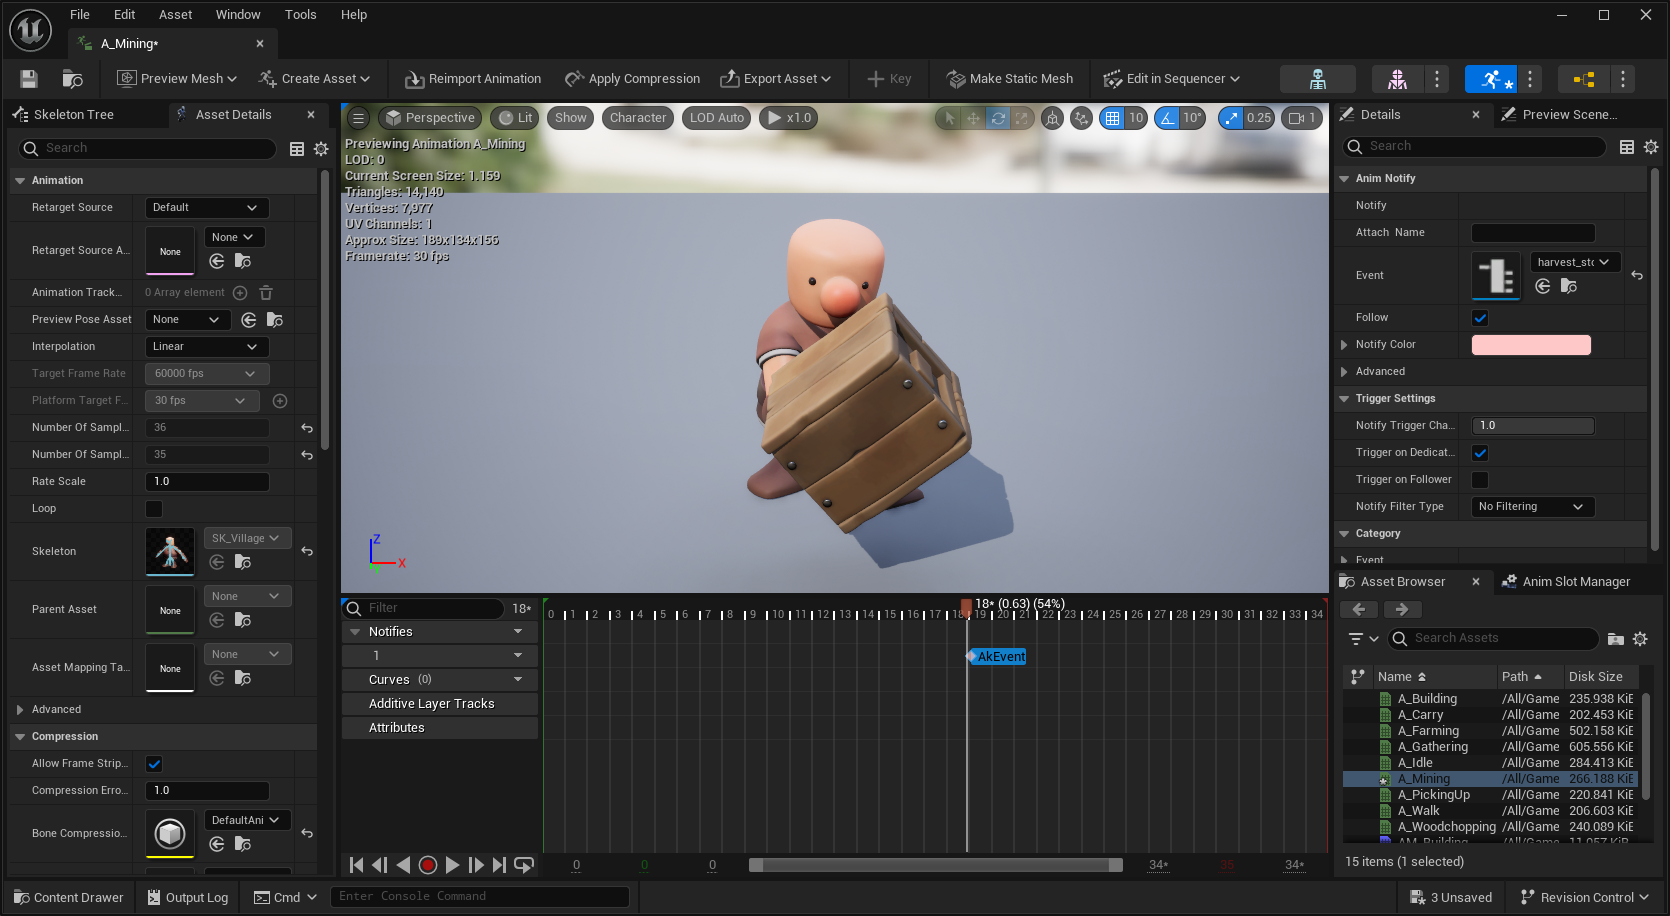 File Edit Asset Window Tools Help
A_Mining*
Preview Mesh Create Asset Reimport Animation Apply Compression Export Asset Key Make Static Mesh Edit in Sequencer
Skeleton Tree Asset Details
Search
Animation
Retarget Source Default
Retarget Source A... None None
Animation Track... 0 Array element
Preview Pose Asset None
Interpolation Linear
Target Frame Rate 60000 fps
Platform Target F... 30 fps
Number Of Sampl... 36
Number Of Sampl... 35
Rate Scale 1.0
Loop
Skeleton SK_Village
Parent Asset None None
Asset Mapping Ta... None None
Advanced
Compression
Allow Frame Strip...
Compression Erro... 1.0
Bone Compressio... DefaultAni
Perspective Lit Show Character LOD Auto x1.0 10 10° 0.25 1
Previewing Animation A_Mining
LOD: 0
Current Screen Size: 1.159
Triangles: 14,140
Vertices: 7,977
UV Channels: 1
Approx Size: 189x134x156
Framerate: 30 fps
Z
X
Filter 18*
18* (0.63) (54%)
0 1 2 3 4 5 6 7 8 9 10 11 12 13 14 15 16 17 18 19 20 21 22 23 24 25 26 27 28 29 30 31 32 33 34
Notifies
1 AkEvent
Curves (0)
Additive Layer Tracks
Attributes
0 0 0 34* 35 34*
Details Preview Scene...
Search
Anim Notify
Notify
Attach Name
Event harvest_stc
Follow
Notify Color
Advanced
Trigger Settings
Notify Trigger Cha... 1.0
Trigger on Dedicat...
Trigger on Follower
Notify Filter Type No Filtering
Category
Event
Asset Browser Anim Slot Manager
Search Assets
Name Path Disk Size
A_Building /All/Game 235.938 KiE
A_Carry /All/Game 202.453 KiE
A_Farming /All/Game 502.158 KiE
A_Gathering /All/Game 605.556 KiE
A_Idle /All/Game 284.413 KiE
A_Mining /All/Game 266.188 KiE
A_PickingUp /All/Game 220.841 KiE
A_Walk /All/Game 206.603 KiE
A_Woodchopping /All/Game 240.089 KiE
AM_Building /All/Game 11.057 KiE
15 items (1 selected)
Content Drawer Output Log Cmd Enter Console Command 3 Unsaved Revision Control